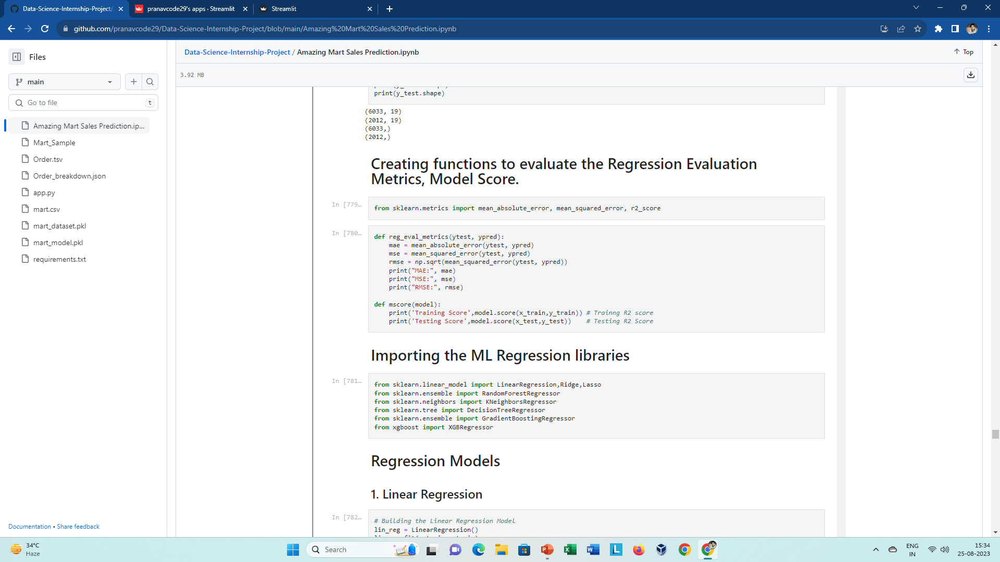 Data-Science-Internship-Project/
pranavcode29's apps · Streamlit
Streamlit
github.com/pranavcode29/Data-Science-Internship-Project/blob/main/Amazing%20Mart%20Sales%20Prediction.ipynb
Files
main
Go to file
t
Amazing Mart Sales Prediction.ip...
Mart_Sample
Order.tsv
Order_breakdown.json
app.py
mart.csv
mart_dataset.pkl
mart_model.pkl
requirements.txt
Documentation • Share feedback
Data-Science-Internship-Project / Amazing Mart Sales Prediction.ipynb
Top
3.92 MB
print(y_test.shape)
(6033, 19)
(2012, 19)
(6033,)
(2012,)
Creating functions to evaluate the Regression Evaluation
Metrics, Model Score.
In [779…
from sklearn.metrics import mean_absolute_error, mean_squared_error, r2_score
In [780…
def reg_eval_metrics(ytest, ypred):
    mae = mean_absolute_error(ytest, ypred)
    mse = mean_squared_error(ytest, ypred)
    rmse = np.sqrt(mean_squared_error(ytest, ypred))
    print("MAE:", mae)
    print("MSE:", mse)
    print("RMSE:", rmse)
def mscore(model):
    print('Training Score',model.score(x_train,y_train)) # Trainng R2 score
    print('Testing Score',model.score(x_test,y_test))    # Testing R2 Score
Importing the ML Regression libraries
In [781…
from sklearn.linear_model import LinearRegression,Ridge,Lasso
from sklearn.ensemble import RandomForestRegressor
from sklearn.neighbors import KNeighborsRegressor
from sklearn.tree import DecisionTreeRegressor
from sklearn.ensemble import GradientBoostingRegressor
from xgboost import XGBRegressor
Regression Models
1. Linear Regression
In [782…
# Building the Linear Regression Model
lin_reg = LinearRegression()
34°C
Haze
Search
ENG
IN
15:34
25-08-2023